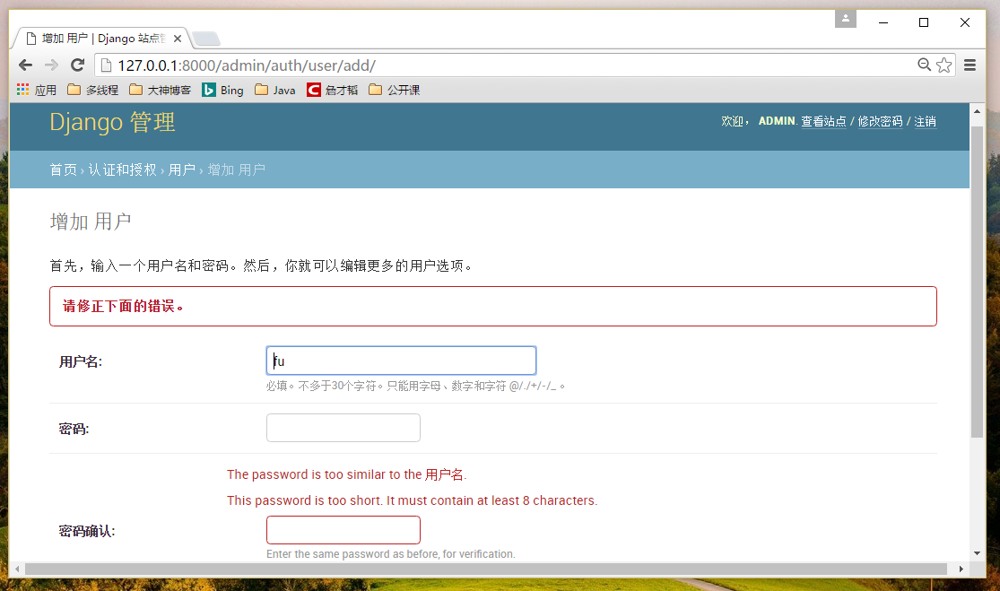 增加 用户 | Django 站点
127.0.0.1:8000/admin/auth/user/add/
应用 多线程 大神博客 Bing Java 危才韬 公开课
Django 管理
欢迎， ADMIN. 查看站点 / 修改密码 / 注销
首页 › 认证和授权 › 用户 › 增加 用户
增加 用户
首先，输入一个用户名和密码。然后，你就可以编辑更多的用户选项。
请修正下面的错误。
用户名: fu
必填。不多于30个字符。只能用字母、数字和字符 @/./+/-/_ 。
密码:
The password is too similar to the 用户名.
This password is too short. It must contain at least 8 characters.
密码确认:
Enter the same password as before, for verification.